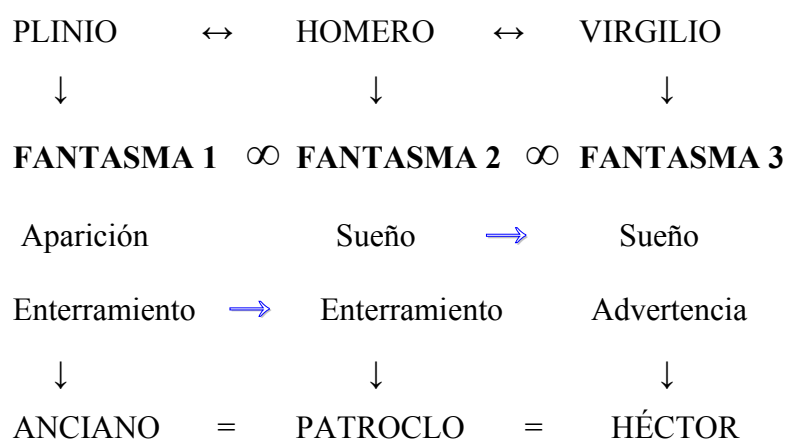 PLINIO ↔ HOMERO ↔ VIRGILIO
↓ ↓ ↓
FANTASMA 1 ∞ FANTASMA 2 ∞ FANTASMA 3
Aparición Sueño ⟹ Sueño
Enterramiento ⟹ Enterramiento Advertencia
↓ ↓ ↓
ANCIANO = PATROCLO = HÉCTOR